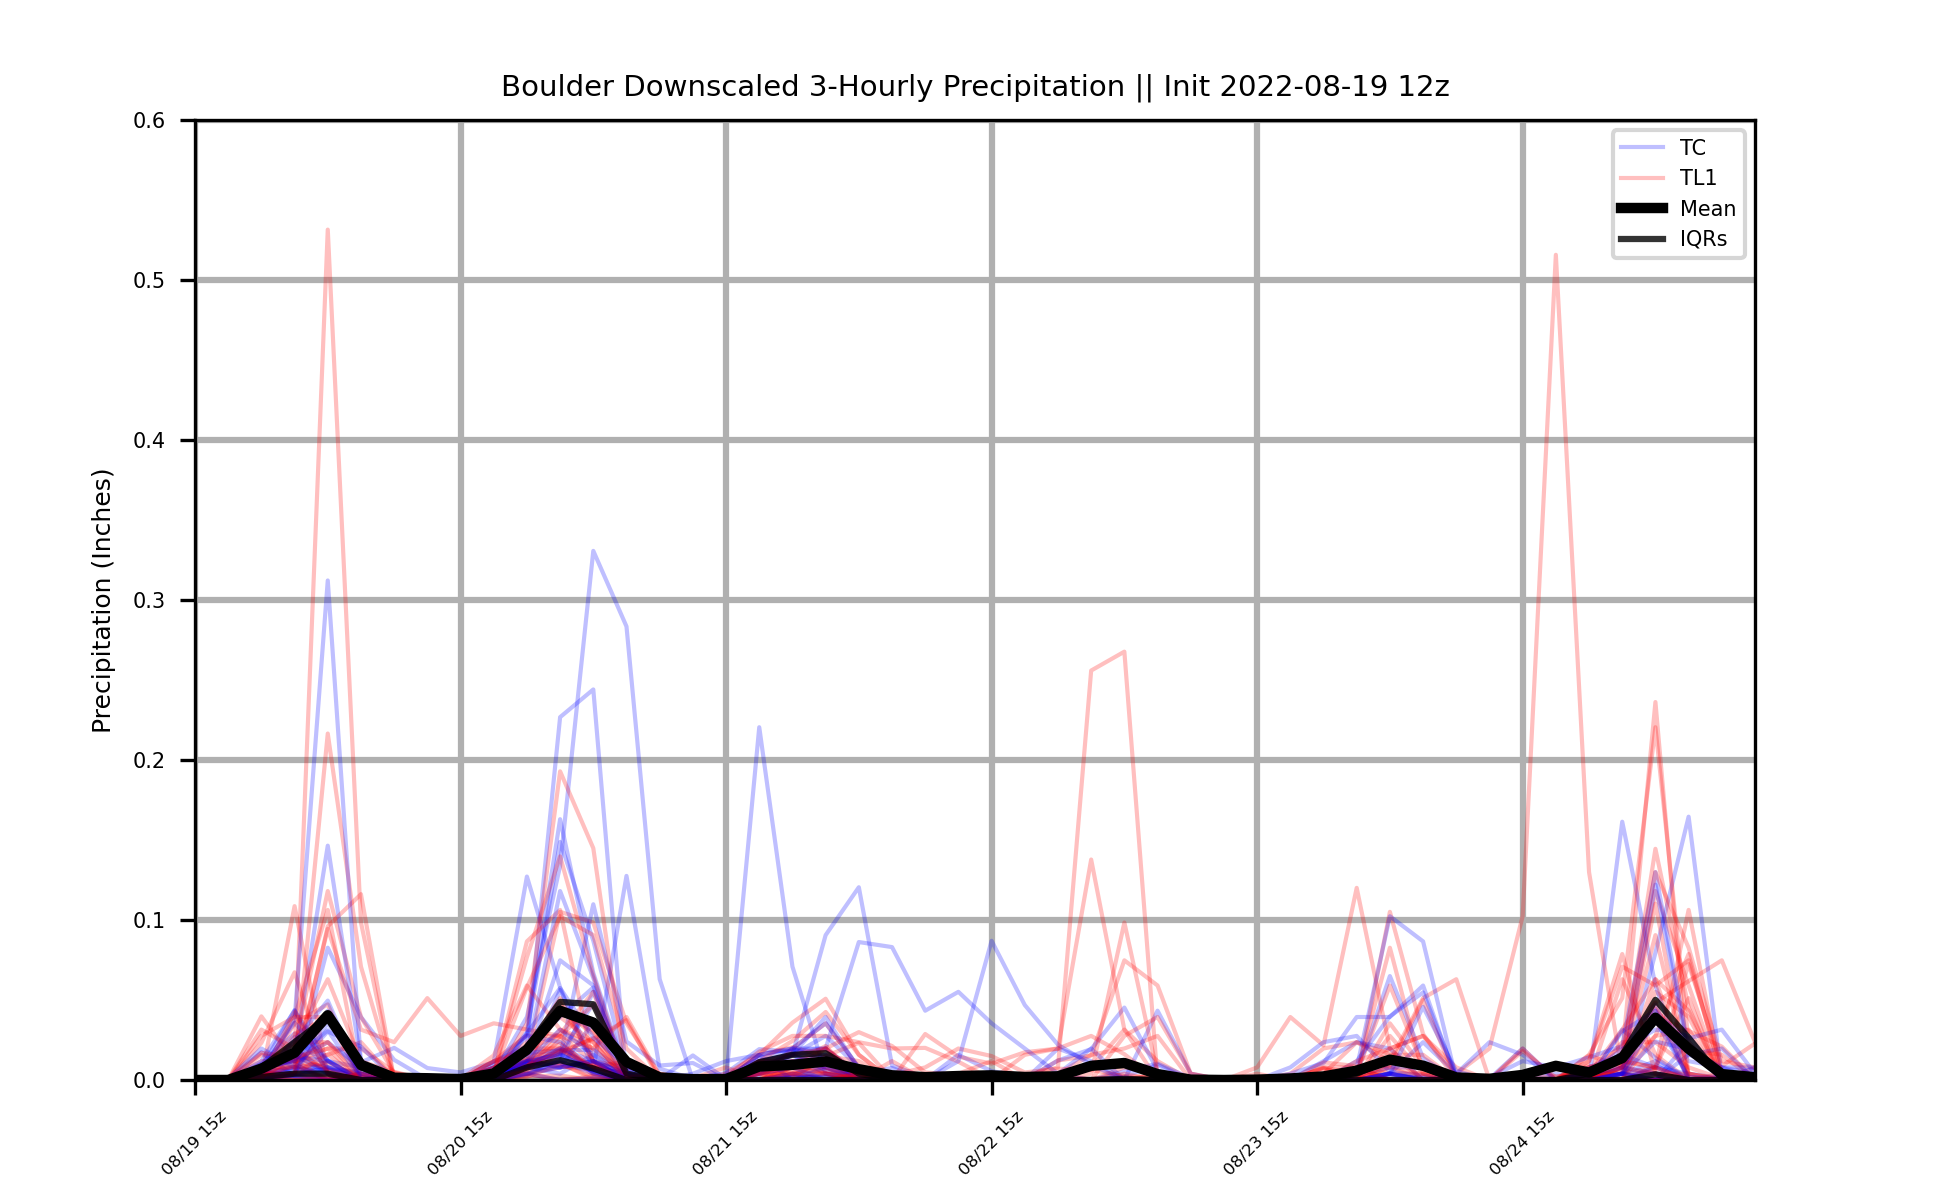 Boulder Downscaled 3-Hourly Precipitation || Init 2022-08-19 12z
0.6
0.5
0.4
0.3
0.2
0.1
0.0
Precipitation (Inches)
TC
TL1
Mean
IQRs
08/19 15z
08/20 15z
08/21 15z
08/22 15z
08/23 15z
08/24 15z